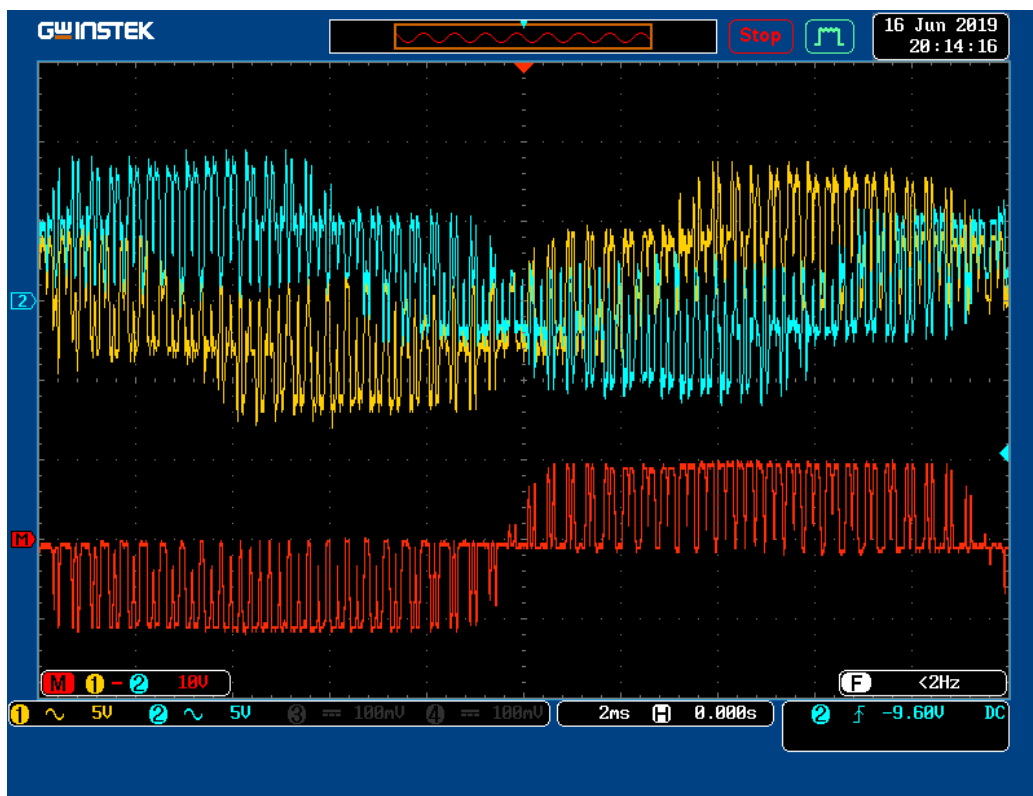 GWINSTEK
Stop
16 Jun 2019
20:14:16
2
M
M 1 - 2 10V
F <2Hz
1 5V 2 5V 3 100mV 4 100mV 2ms H 0.000s 2 -9.60V DC